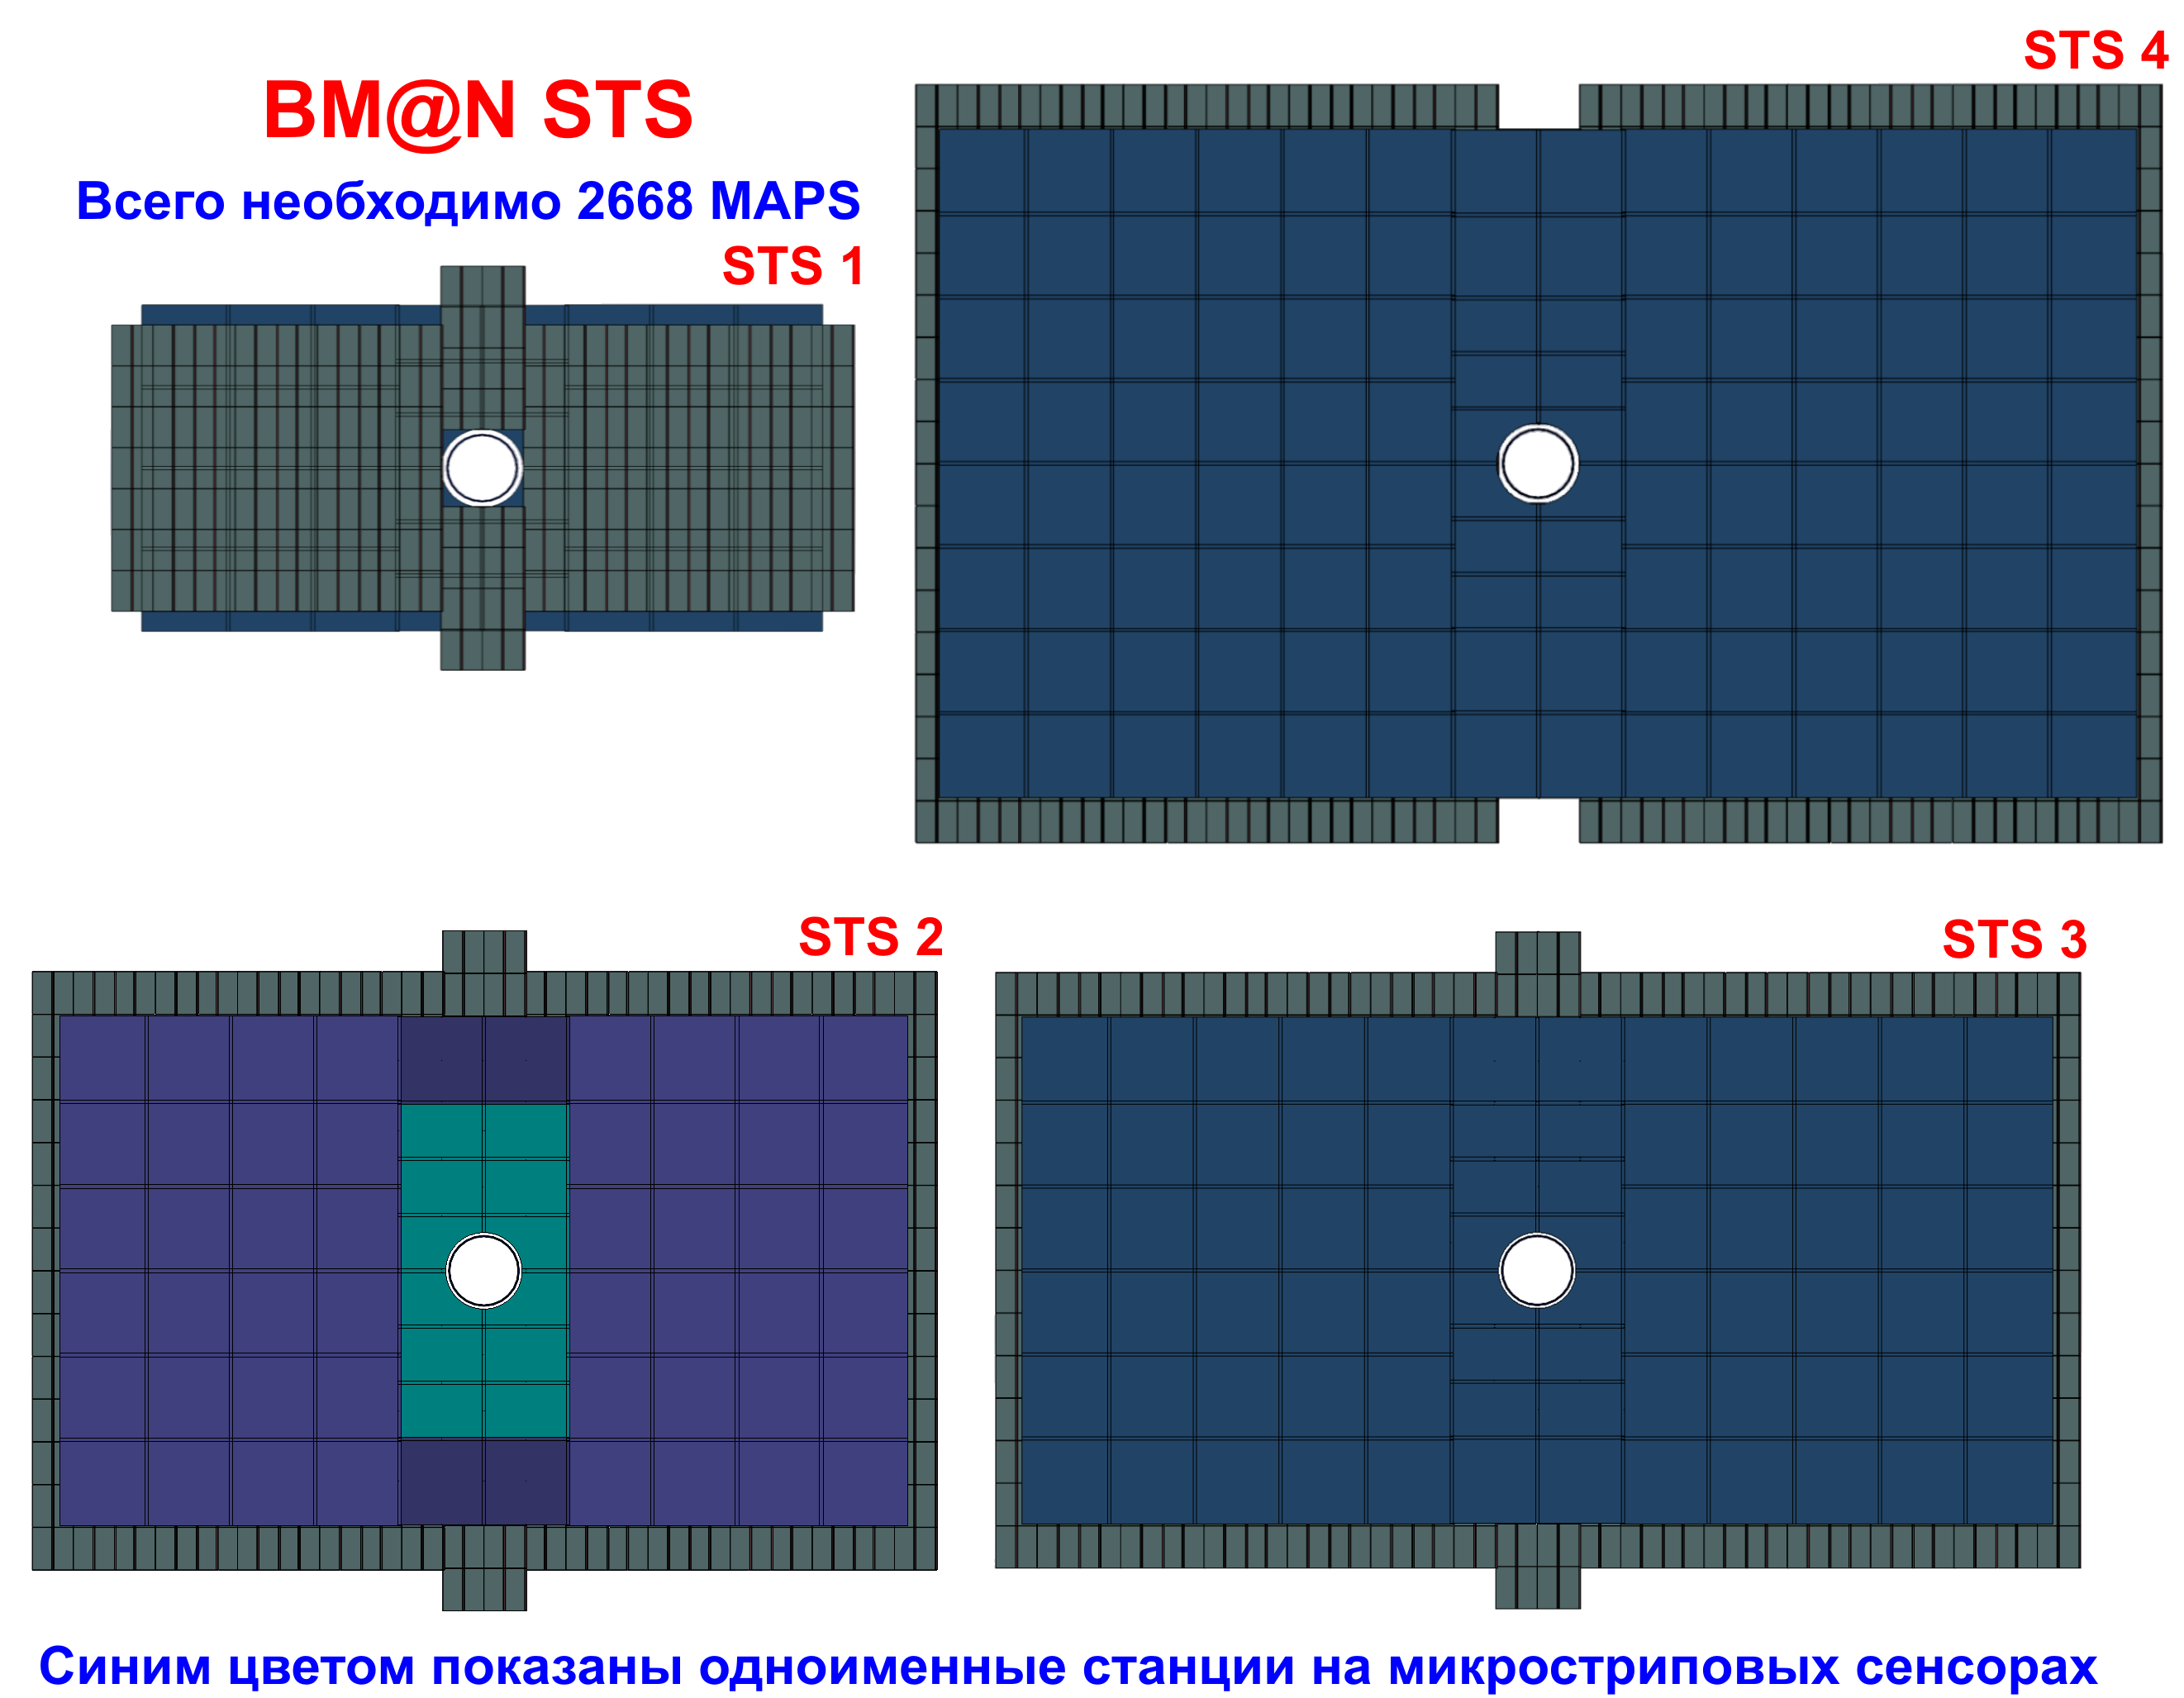 BM@N STS
Всего необходимо 2668 MAPS
STS 1
STS 4
STS 2
STS 3
Синим цветом показаны одноименные станции на микростриповых сенсорах